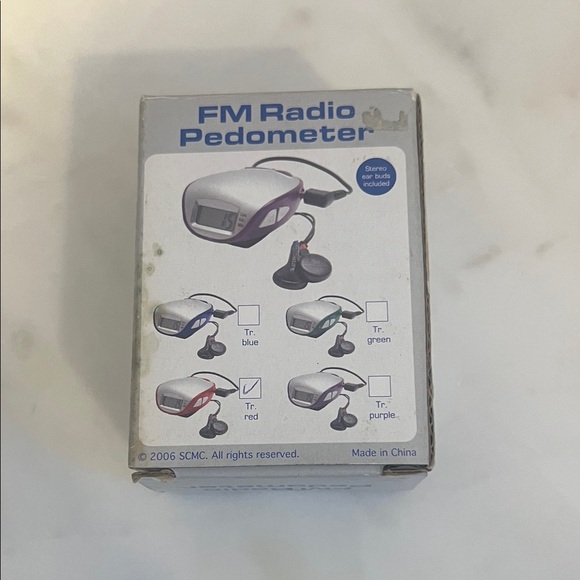 FM Radio
Pedometer
Stereo
ear buds
included
Tr.
blue
Tr.
green
Tr.
red
Tr.
purple
© 2006 SCMC. All rights reserved.
Made in China
Pedometer